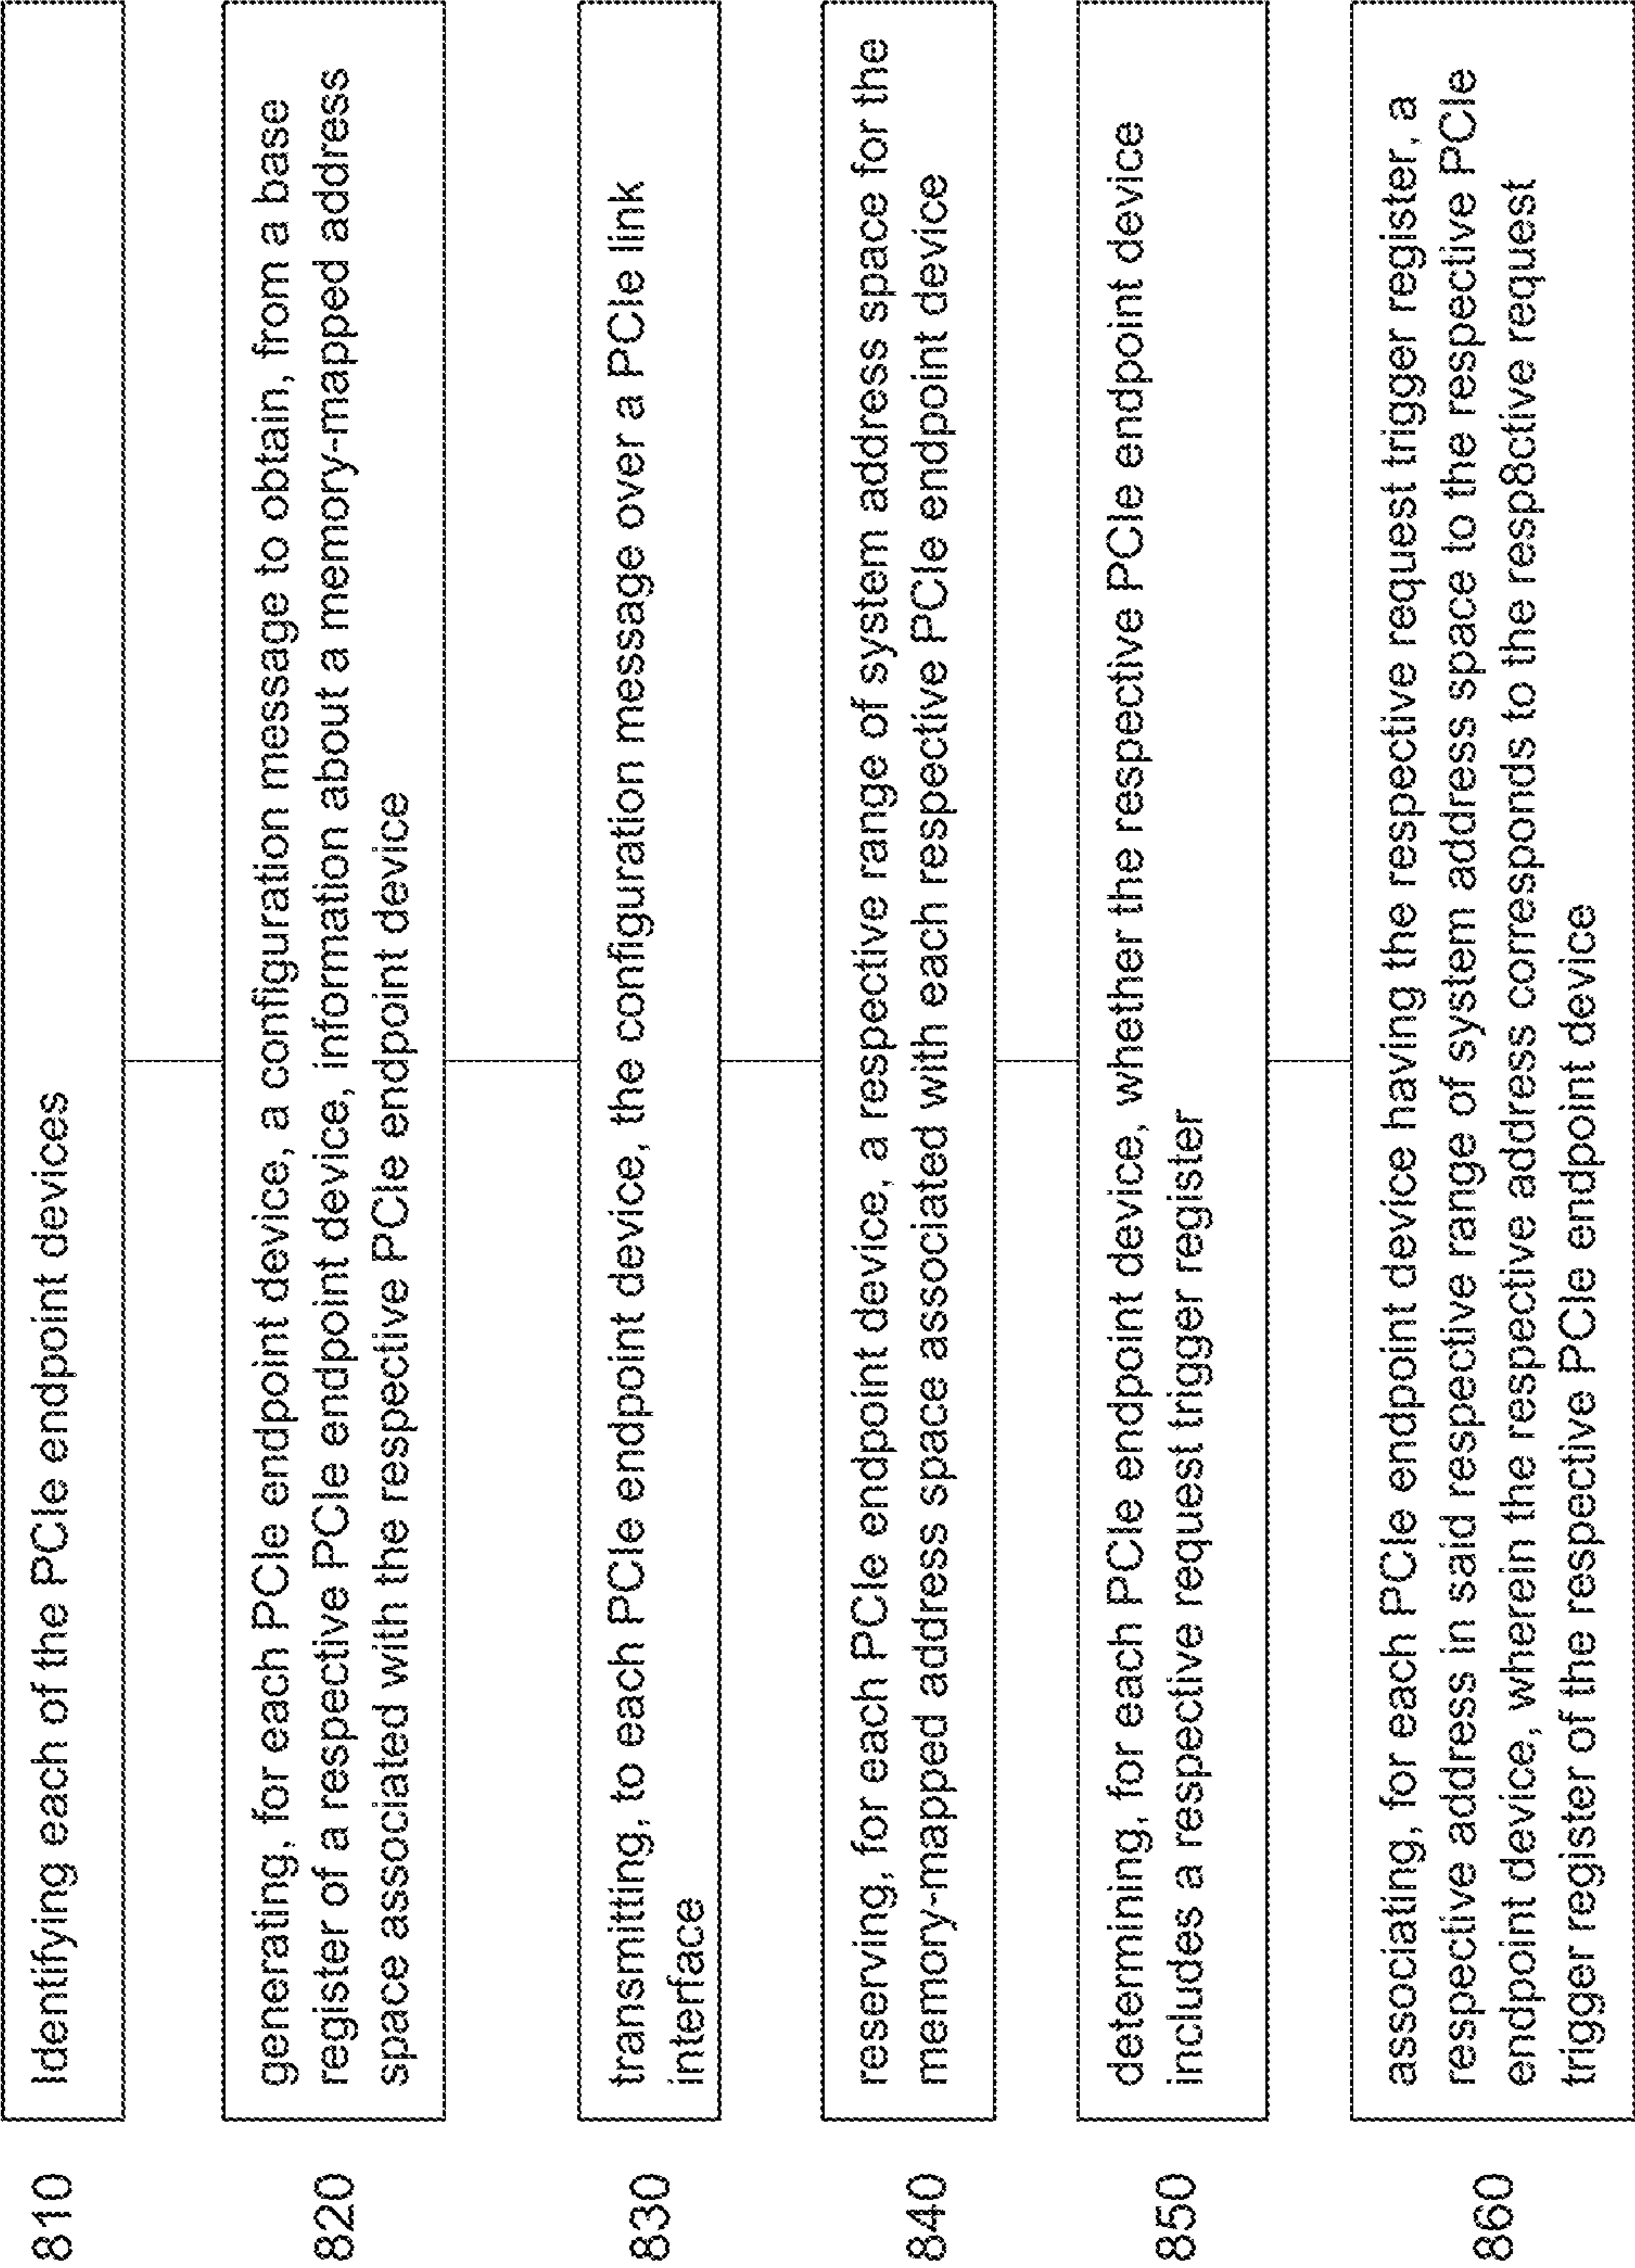 810
Identifying each of the PCIe endpoint devices
820
generating, for each PCIe endpoint device, a configuration message to obtain, from a base
register of a respective PCIe endpoint device, information about a memory-mapped address
space associated with the respective PCIe endpoint device
830
transmitting, to each PCIe endpoint device, the configuration message over a PCIe link
interface
840
reserving, for each PCIe endpoint device, a respective range of system address space for the
memory-mapped address space associated with each respective PCIe endpoint device
850
determining, for each PCIe endpoint device, whether the respective PCIe endpoint device
includes a respective request trigger register
860
associating, for each PCIe endpoint device having the respective request trigger register, a
respective address in said respective range of system address space to the respective PCIe
endpoint device, wherein the respective address corresponds to the resp8ctive request
trigger register of the respective PCIe endpoint device